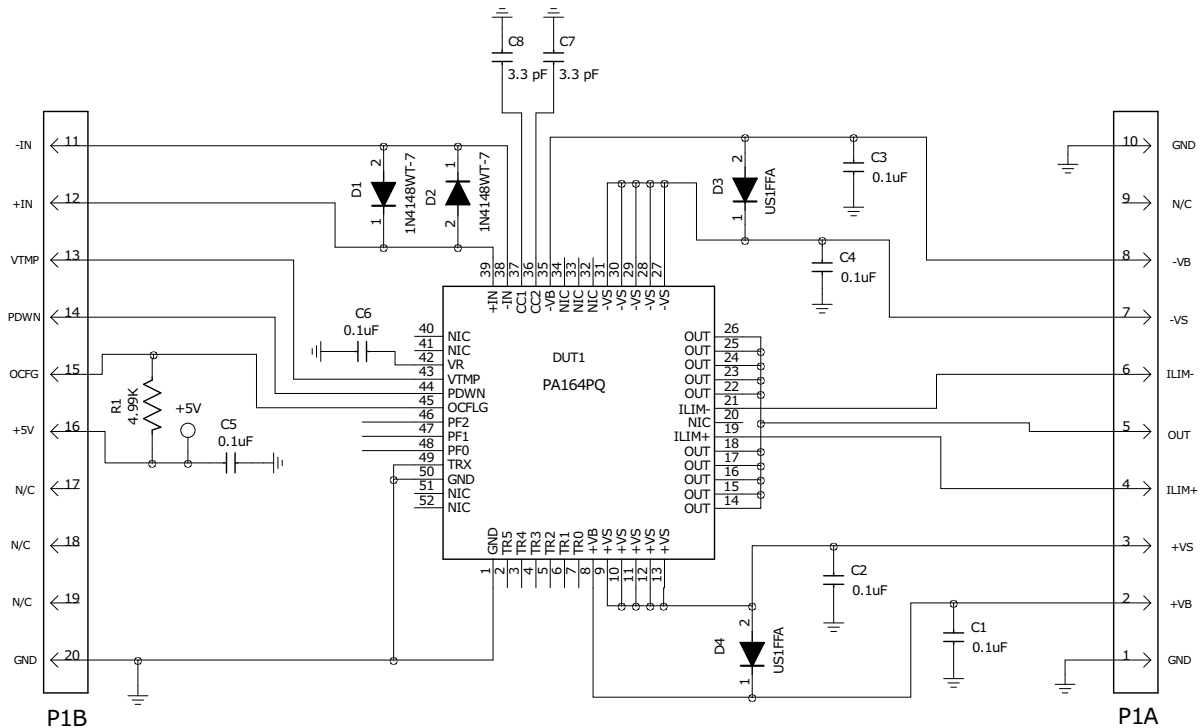 C8
3.3 pF
C7
3.3 pF
-IN 11
+IN 12
VTMP 13
PDWN 14
OCFG 15
+5V 16
N/C 17
N/C 18
N/C 19
GND 20
P1B
D1
2
1
1N4148WT-7
D2
1
2
1N4148WT-7
R1
4.99K
+5V
C5
0.1uF
C6
0.1uF
39 +IN
38 -IN
37 CC1
36 CC2
35 -VB
34 NIC
33 NIC
32 NIC
31 -VS
30 -VS
29 -VS
28 -VS
27 -VS
40 NIC
41 NIC
42 VR
43 VTMP
44 PDWN
45 OCFLG
46 PF2
47 PF1
48 PF0
49 TRX
50 GND
51 NIC
52 NIC
DUT1
PA164PQ
OUT 26
OUT 25
OUT 24
OUT 23
OUT 22
ILIM- 21
NIC 20
ILIM+ 19
OUT 18
OUT 17
OUT 16
OUT 15
OUT 14
GND 1
TR5 2
TR4 3
TR3 4
TR2 5
TR1 6
TR0 7
+VB 8
+VS 9
+VS 10
+VS 11
+VS 12
+VS 13
D3
2
1
US1FFA
C3
0.1uF
C4
0.1uF
D4
2
1
US1FFA
C2
0.1uF
C1
0.1uF
10 GND
9 N/C
8 -VB
7 -VS
6 ILIM-
5 OUT
4 ILIM+
3 +VS
2 +VB
1 GND
P1A